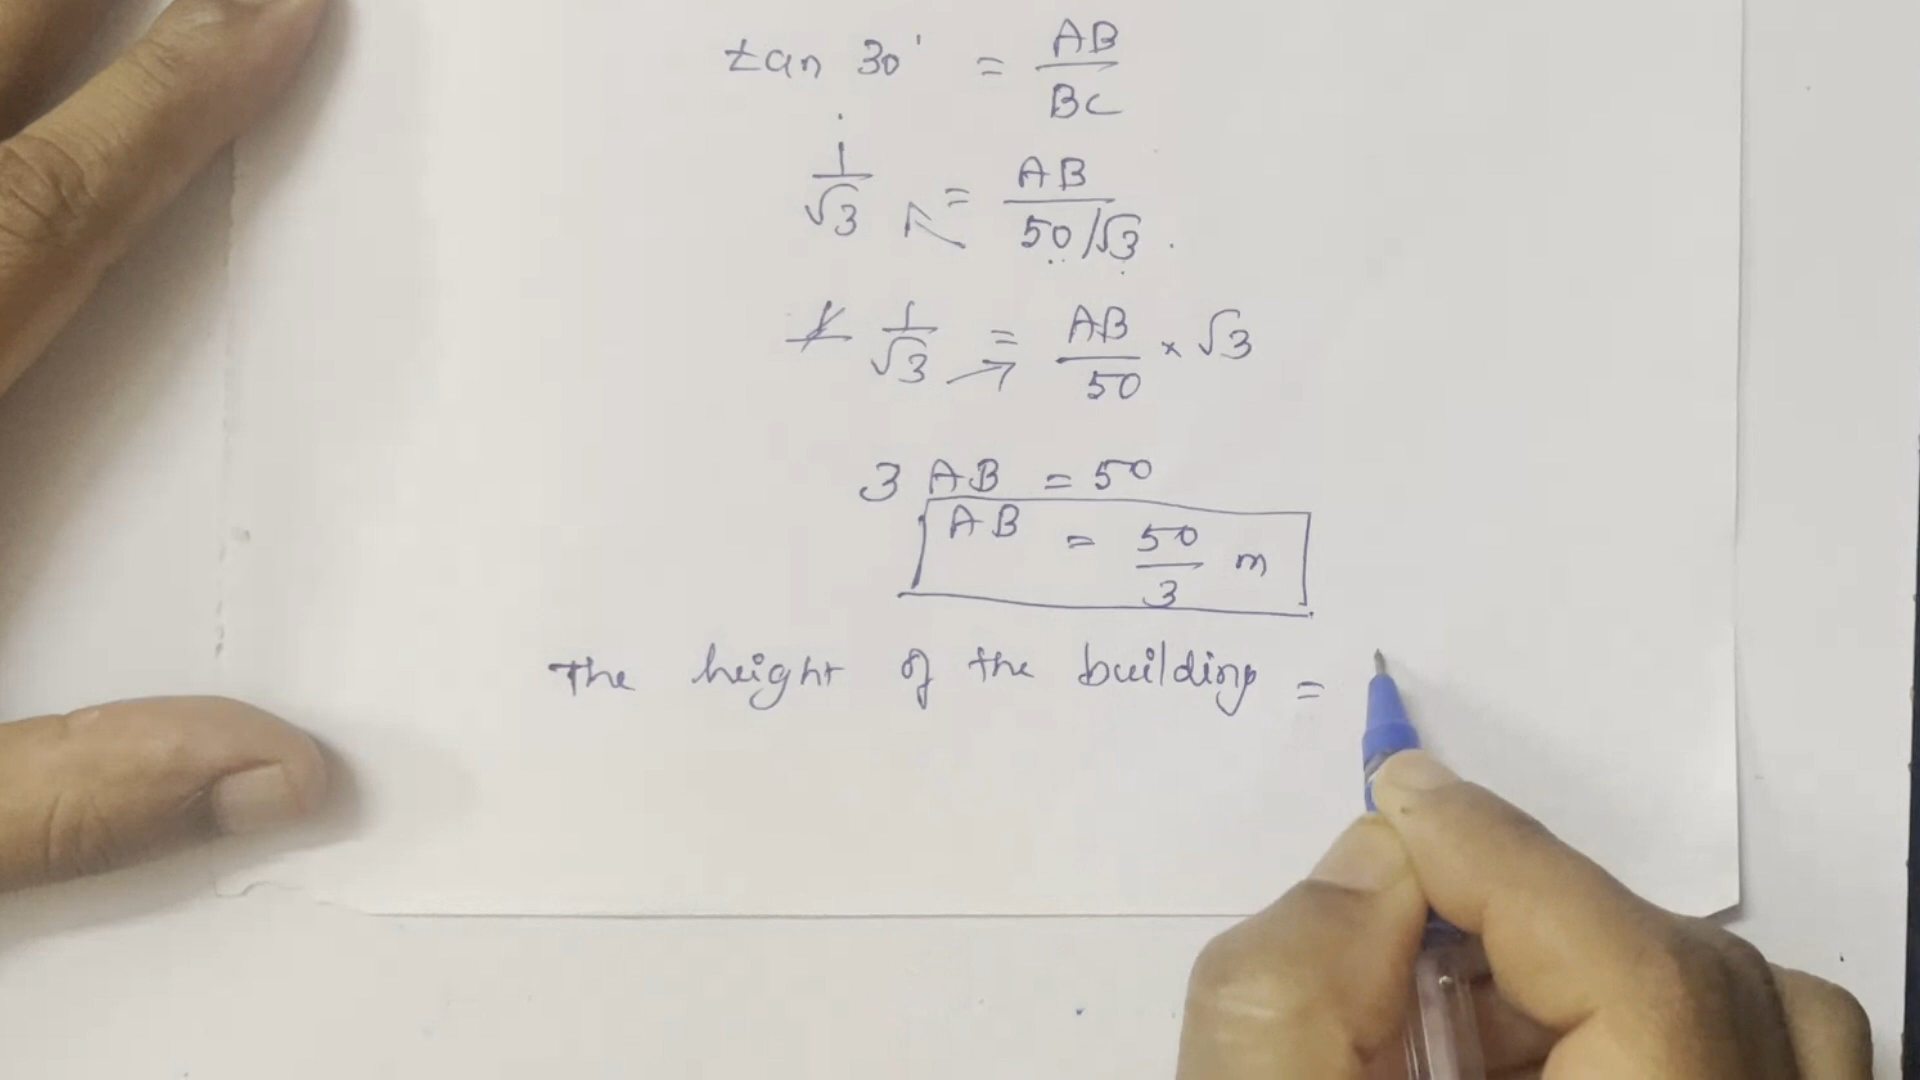 tan 30° = AB/BC
1/√3 = AB/50/√3
1/√3 = AB/50 × √3
3 AB = 50
AB = 50/3 m
The height of the building =